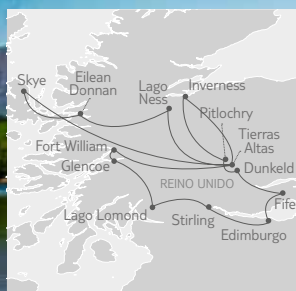 Skye
Eilean
Donnan
Lago
Ness
Inverness
Pitlochry
Tierras
Altas
Fort William
Glencoe
Dunkeld
REINO UNIDO
Fife
Lago Lomond
Stirling
Edimburgo